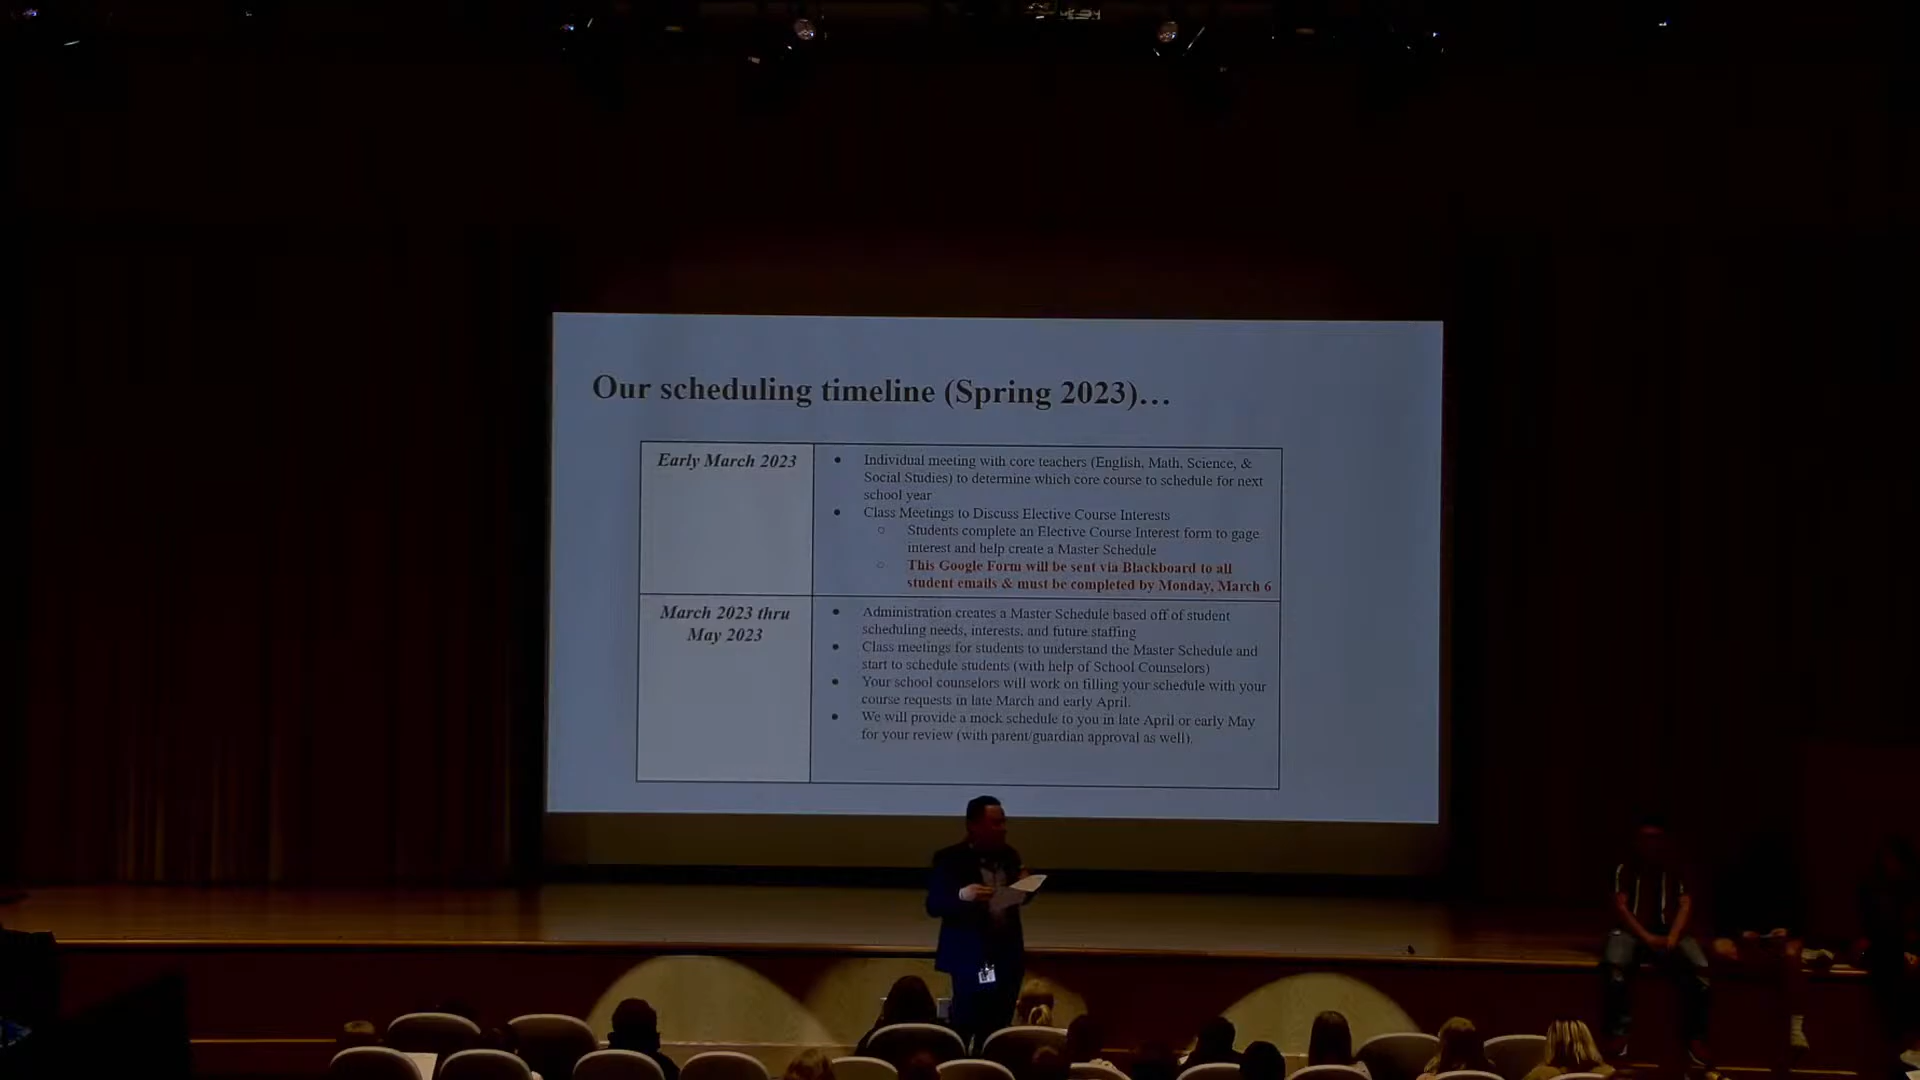 Our scheduling timeline (Spring 2023)…
Early March 2023
● Individual meeting with core teachers (English, Math, Science, &
Social Studies) to determine which core course to schedule for next
school year
● Class Meetings to Discuss Elective Course Interests
○ Students complete an Elective Course Interest form to gage
interest and help create a Master Schedule
○ This Google Form will be sent via Blackboard to all
student emails & must be completed by Monday, March 6
March 2023 thru
May 2023
● Administration creates a Master Schedule based off of student
scheduling needs, interests, and future staffing
● Class meetings for students to understand the Master Schedule and
start to schedule students (with help of School Counselors)
● Your school counselors will work on filling your schedule with your
course requests in late March and early April.
● We will provide a mock schedule to you in late April or early May
for your review (with parent/guardian approval as well).